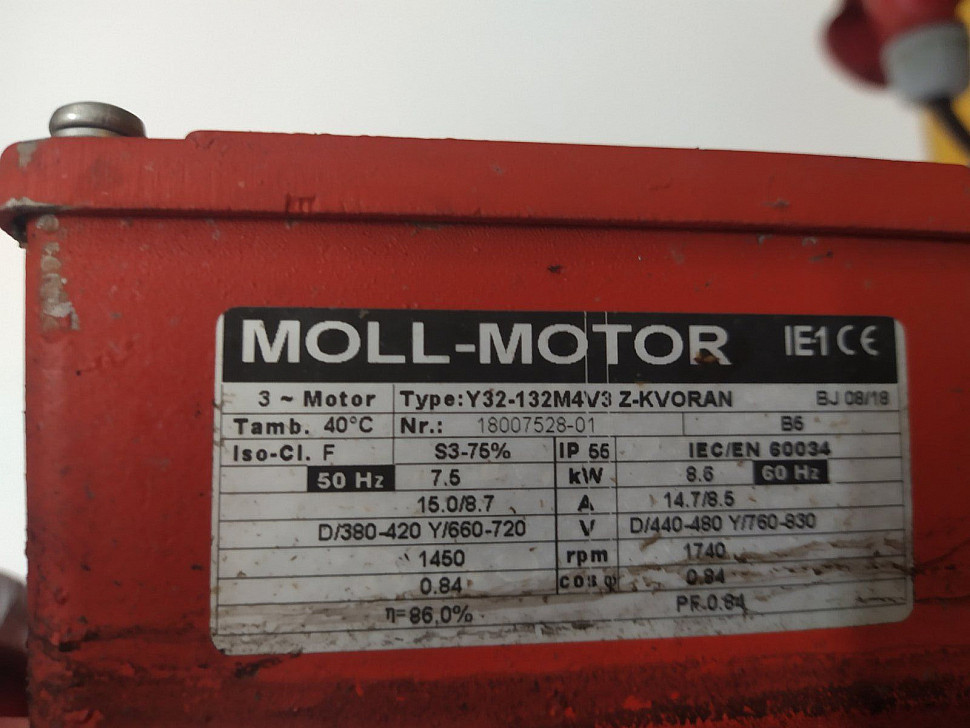 MOLL-MOTOR IE1 CE
3 ~ Motor Type:Y32-132M4V3 Z-KVORAN BJ 08/18
Tamb. 40°C Nr.: 18007528-01 B5
Iso-Cl. F S3-75% IP 55 IEC/EN 60034
50 Hz 7.5 kW 8.6 60 Hz
15.0/8.7 A 14.7/8.5
D/380-420 Y/660-720 V D/440-480 Y/760-830
1450 rpm 1740
0.84 cos φ 0.84
η=86,0% PF.0.84